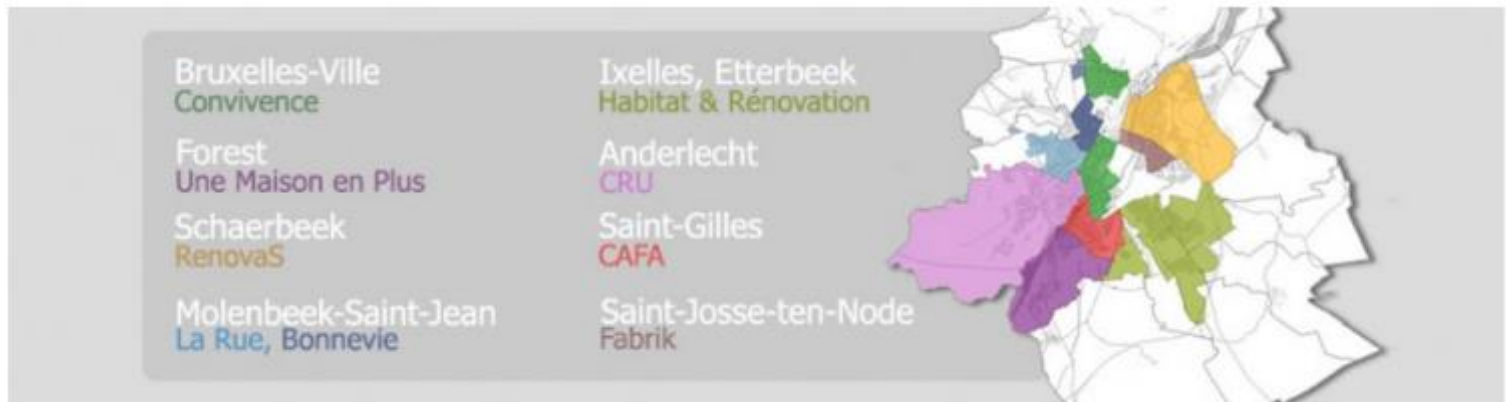 Bruxelles-Ville
Convivence
Forest
Une Maison en Plus
Schaerbeek
RenovaS
Molenbeek-Saint-Jean
La Rue, Bonnevie
Ixelles, Etterbeek
Habitat & Rénovation
Anderlecht
CRU
Saint-Gilles
CAFA
Saint-Josse-ten-Node
Fabrik